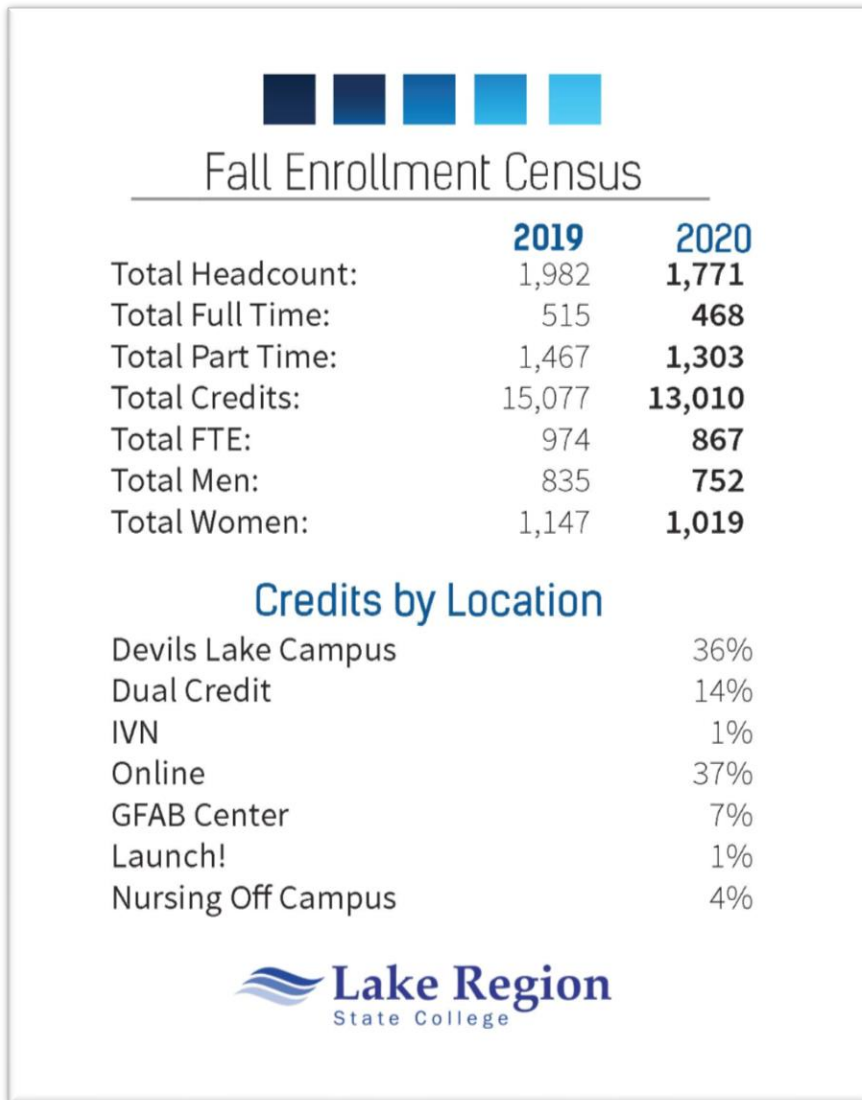 Fall Enrollment Census
2019 2020
Total Headcount: 1,982 1,771
Total Full Time: 515 468
Total Part Time: 1,467 1,303
Total Credits: 15,077 13,010
Total FTE: 974 867
Total Men: 835 752
Total Women: 1,147 1,019
Credits by Location
Devils Lake Campus 36%
Dual Credit 14%
IVN 1%
Online 37%
GFAB Center 7%
Launch! 1%
Nursing Off Campus 4%
Lake Region
State College